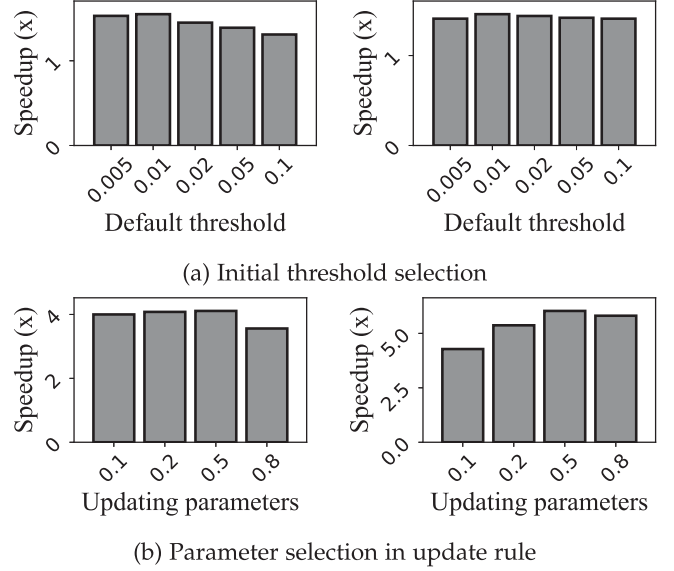 Speedup (x)
1
0
0.005 0.01 0.02 0.05 0.1
Default threshold
Speedup (x)
1
0
0.005 0.01 0.02 0.05 0.1
Default threshold
(a) Initial threshold selection
Speedup (x)
4
2
0
0.1 0.2 0.5 0.8
Updating parameters
Speedup (x)
5.0
2.5
0.0
0.1 0.2 0.5 0.8
Updating parameters
(b) Parameter selection in update rule